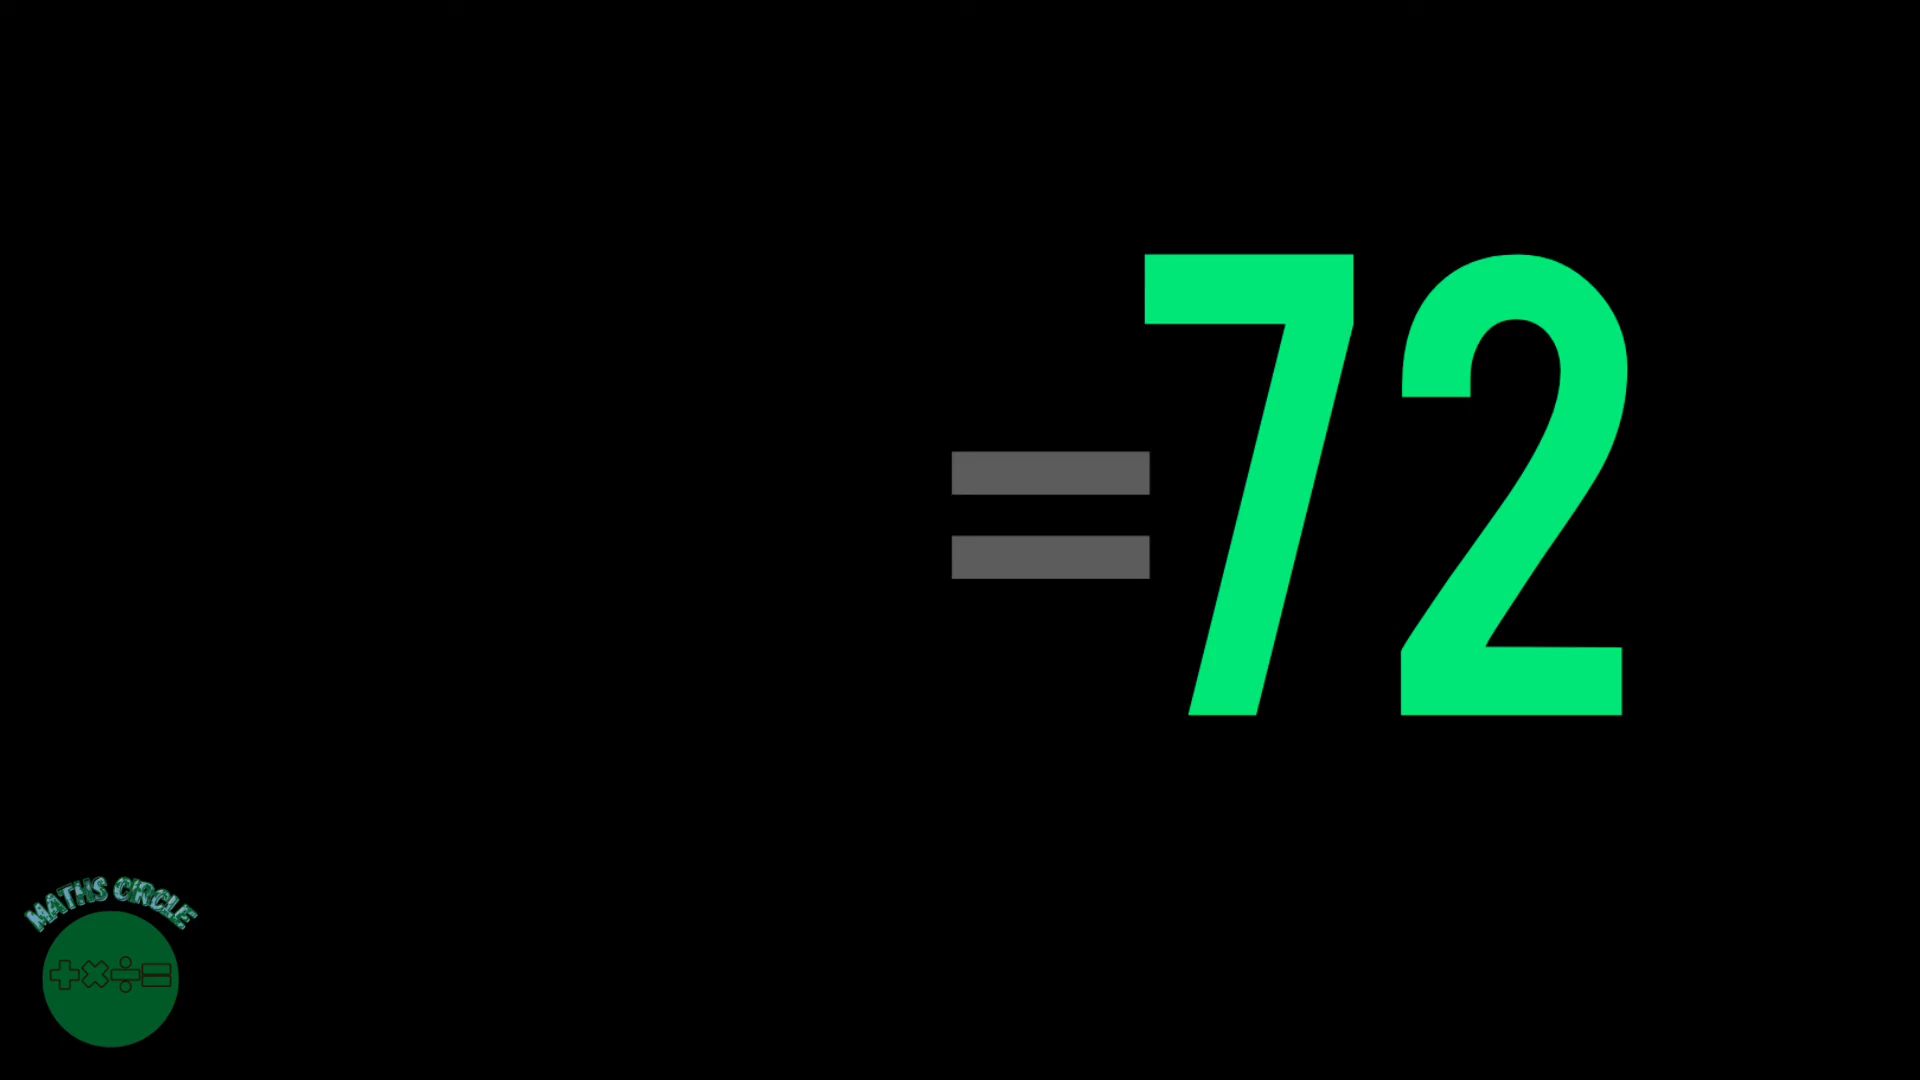 =72
MATHS CIRCLE
+×÷=